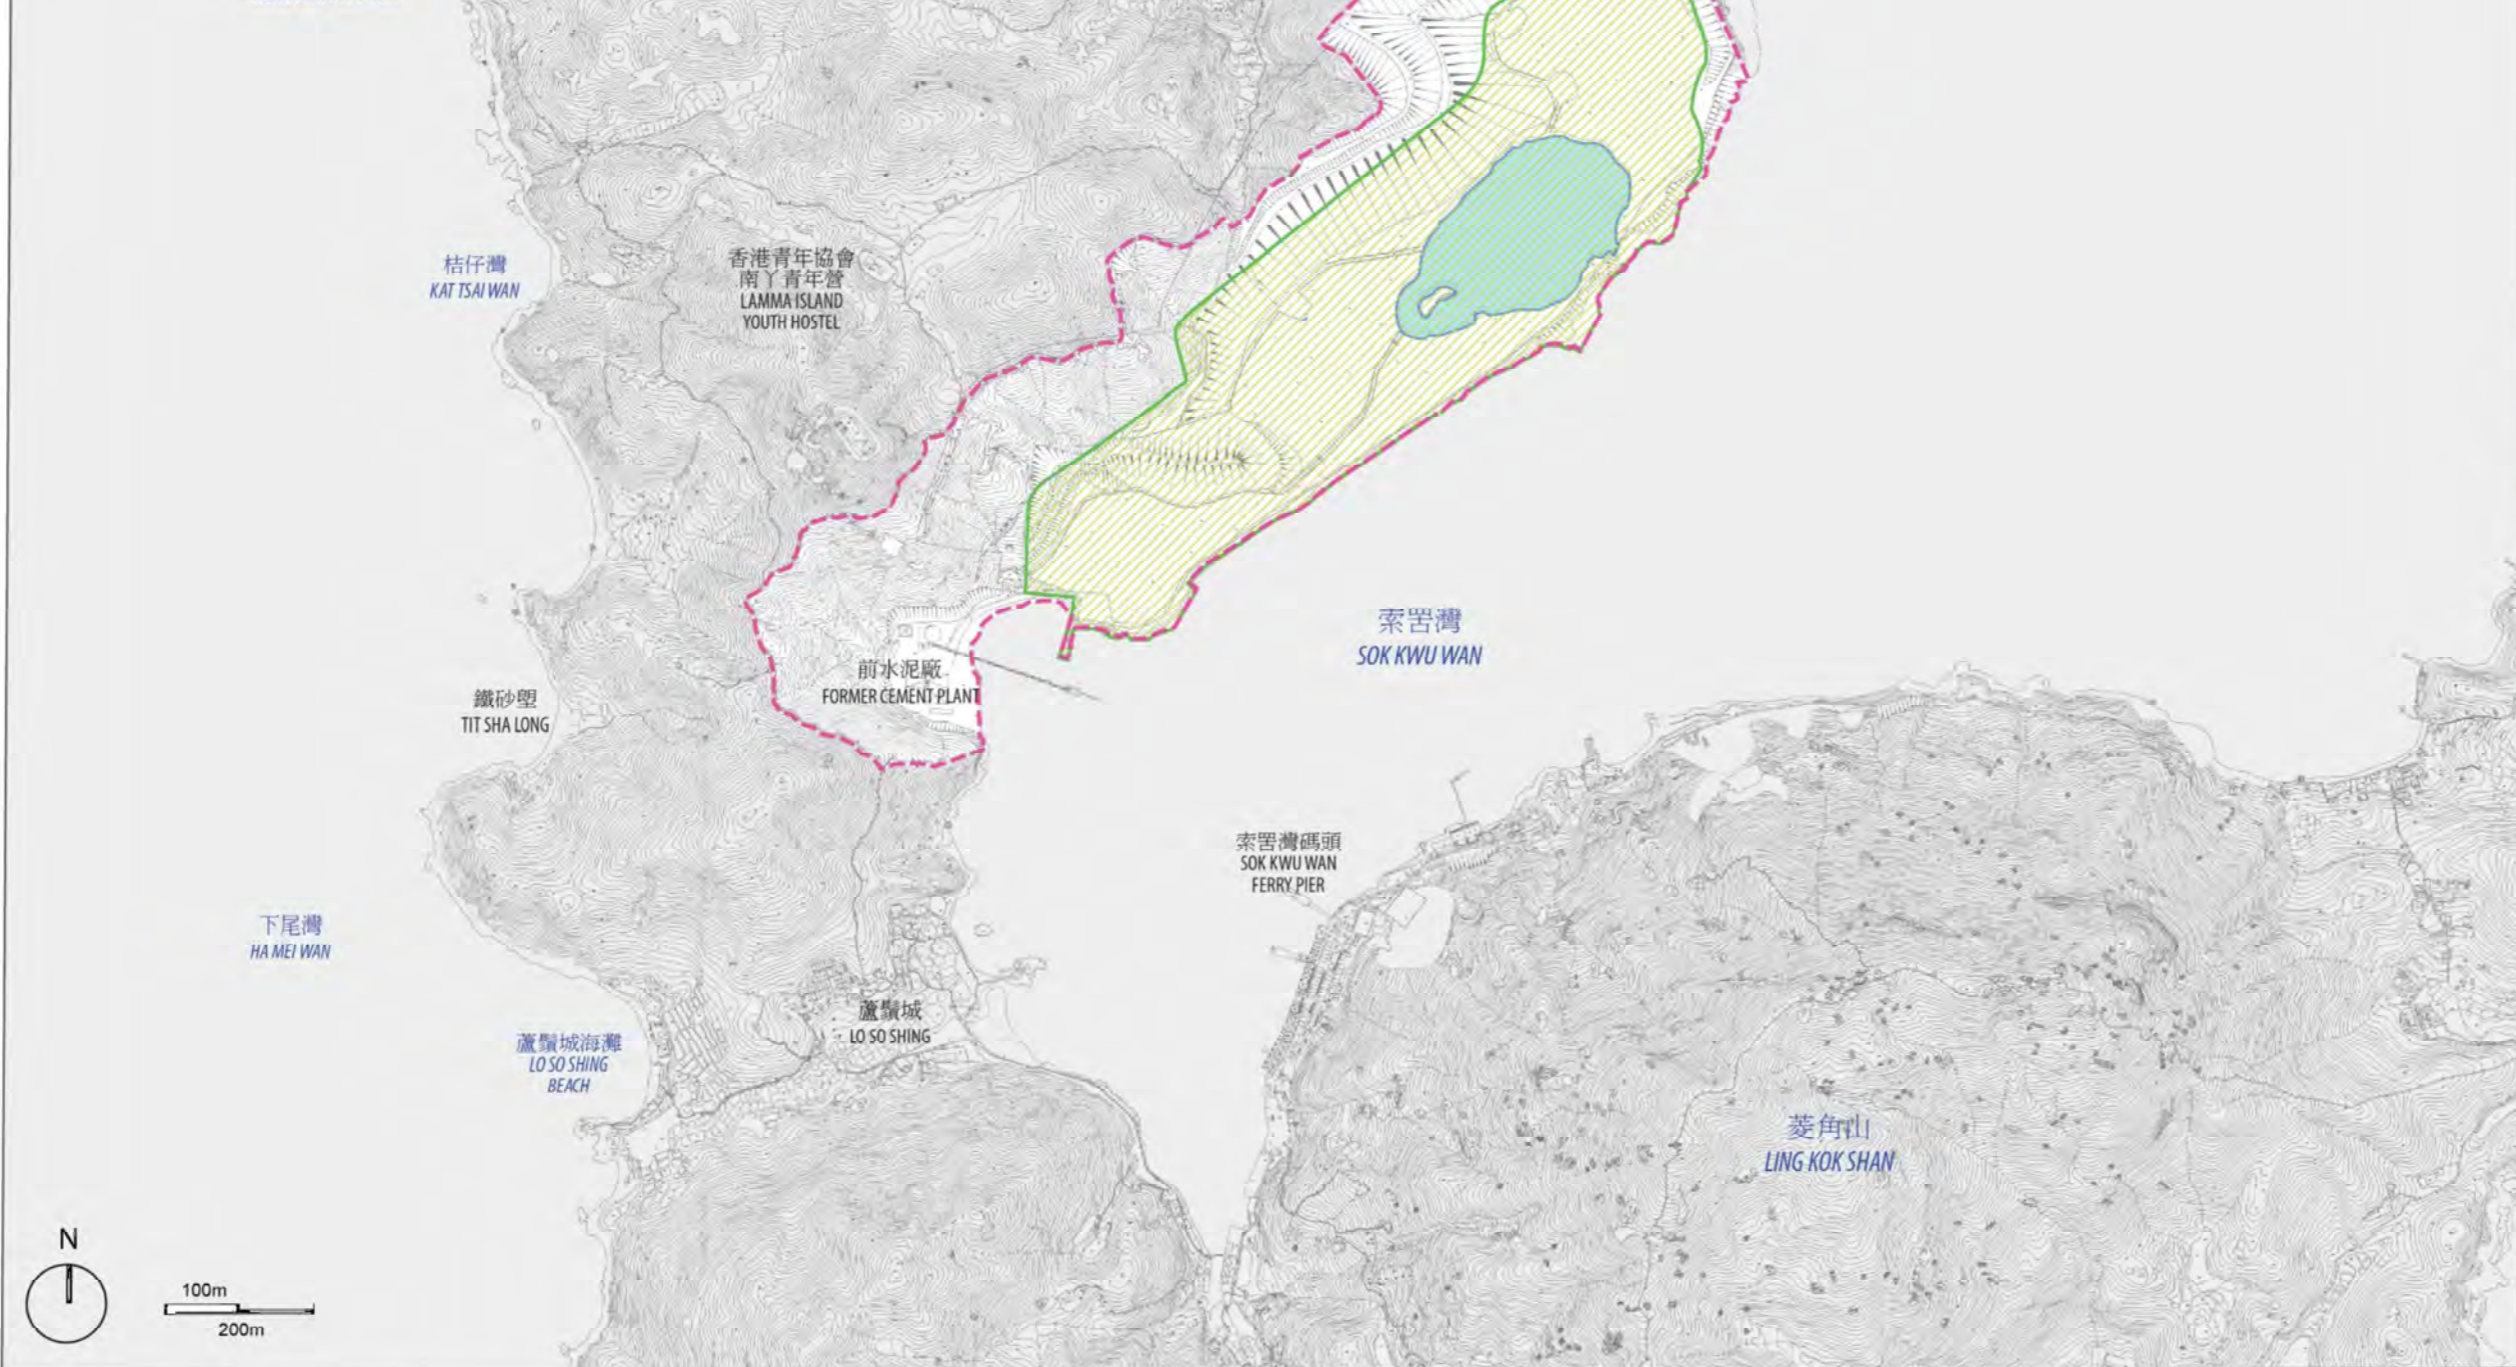 桔仔灣
KAT TSAI WAN
香港青年協會
南丫青年營
LAMMA ISLAND
YOUTH HOSTEL
索罟灣
SOK KWU WAN
前水泥廠
FORMER CEMENT PLANT
鐵砂塱
TIT SHA LONG
索罟灣碼頭
SOK KWU WAN
FERRY PIER
下尾灣
HA MEI WAN
蘆鬚城
LO SO SHING
蘆鬚城海灘
LO SO SHING
BEACH
菱角山
LING KOK SHAN
N
100m
200m